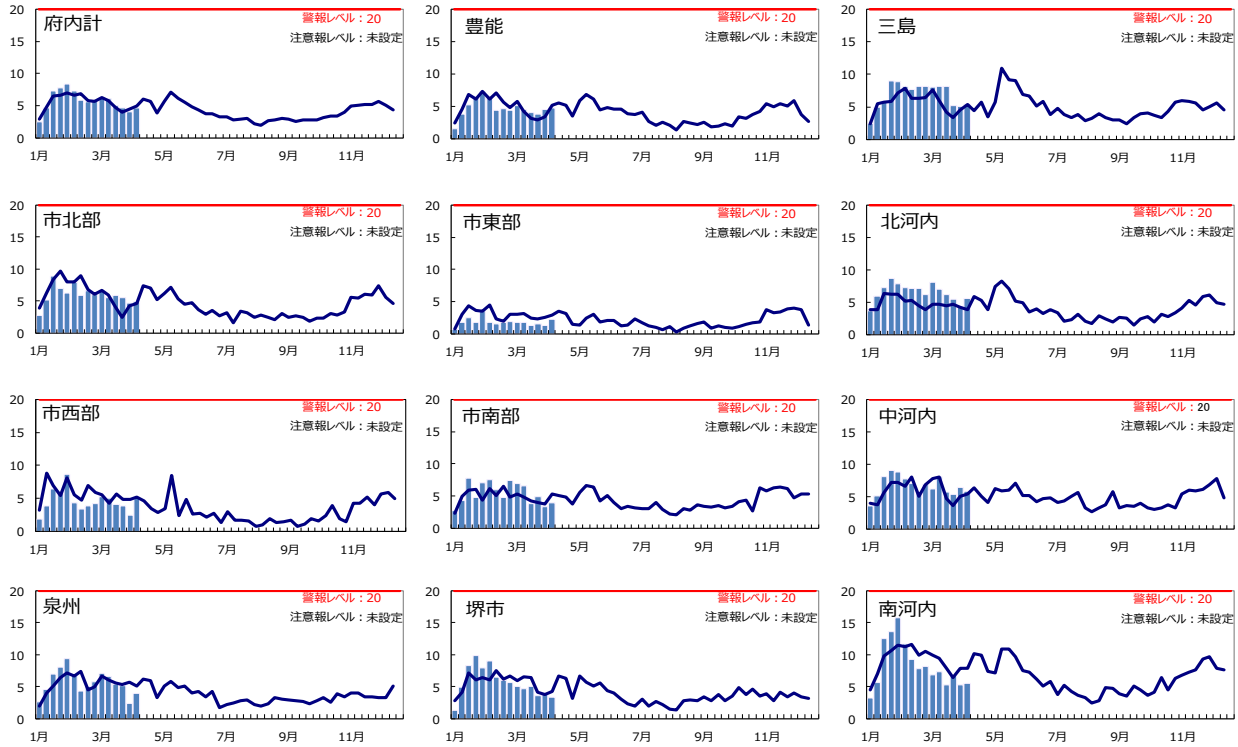 府内計
警報レベル：20
注意報レベル：未設定
20
15
10
5
0
1月 3月 5月 7月 9月 11月
豊能
警報レベル：20
注意報レベル：未設定
20
15
10
5
0
1月 3月 5月 7月 9月 11月
三島
警報レベル：20
注意報レベル：未設定
20
15
10
5
0
1月 3月 5月 7月 9月 11月
市北部
警報レベル：20
注意報レベル：未設定
20
15
10
5
0
1月 3月 5月 7月 9月 11月
市東部
警報レベル：20
注意報レベル：未設定
20
15
10
5
0
1月 3月 5月 7月 9月 11月
北河内
警報レベル：20
注意報レベル：未設定
20
15
10
5
0
1月 3月 5月 7月 9月 11月
市西部
警報レベル：20
注意報レベル：未設定
20
15
10
5
0
1月 3月 5月 7月 9月 11月
市南部
警報レベル：20
注意報レベル：未設定
20
15
10
5
0
1月 3月 5月 7月 9月 11月
中河内
警報レベル：20
注意報レベル：未設定
20
15
10
5
0
1月 3月 5月 7月 9月 11月
泉州
警報レベル：20
注意報レベル：未設定
20
15
10
5
0
1月 3月 5月 7月 9月 11月
堺市
警報レベル：20
注意報レベル：未設定
20
15
10
5
0
1月 3月 5月 7月 9月 11月
南河内
警報レベル：20
注意報レベル：未設定
20
15
10
5
0
1月 3月 5月 7月 9月 11月